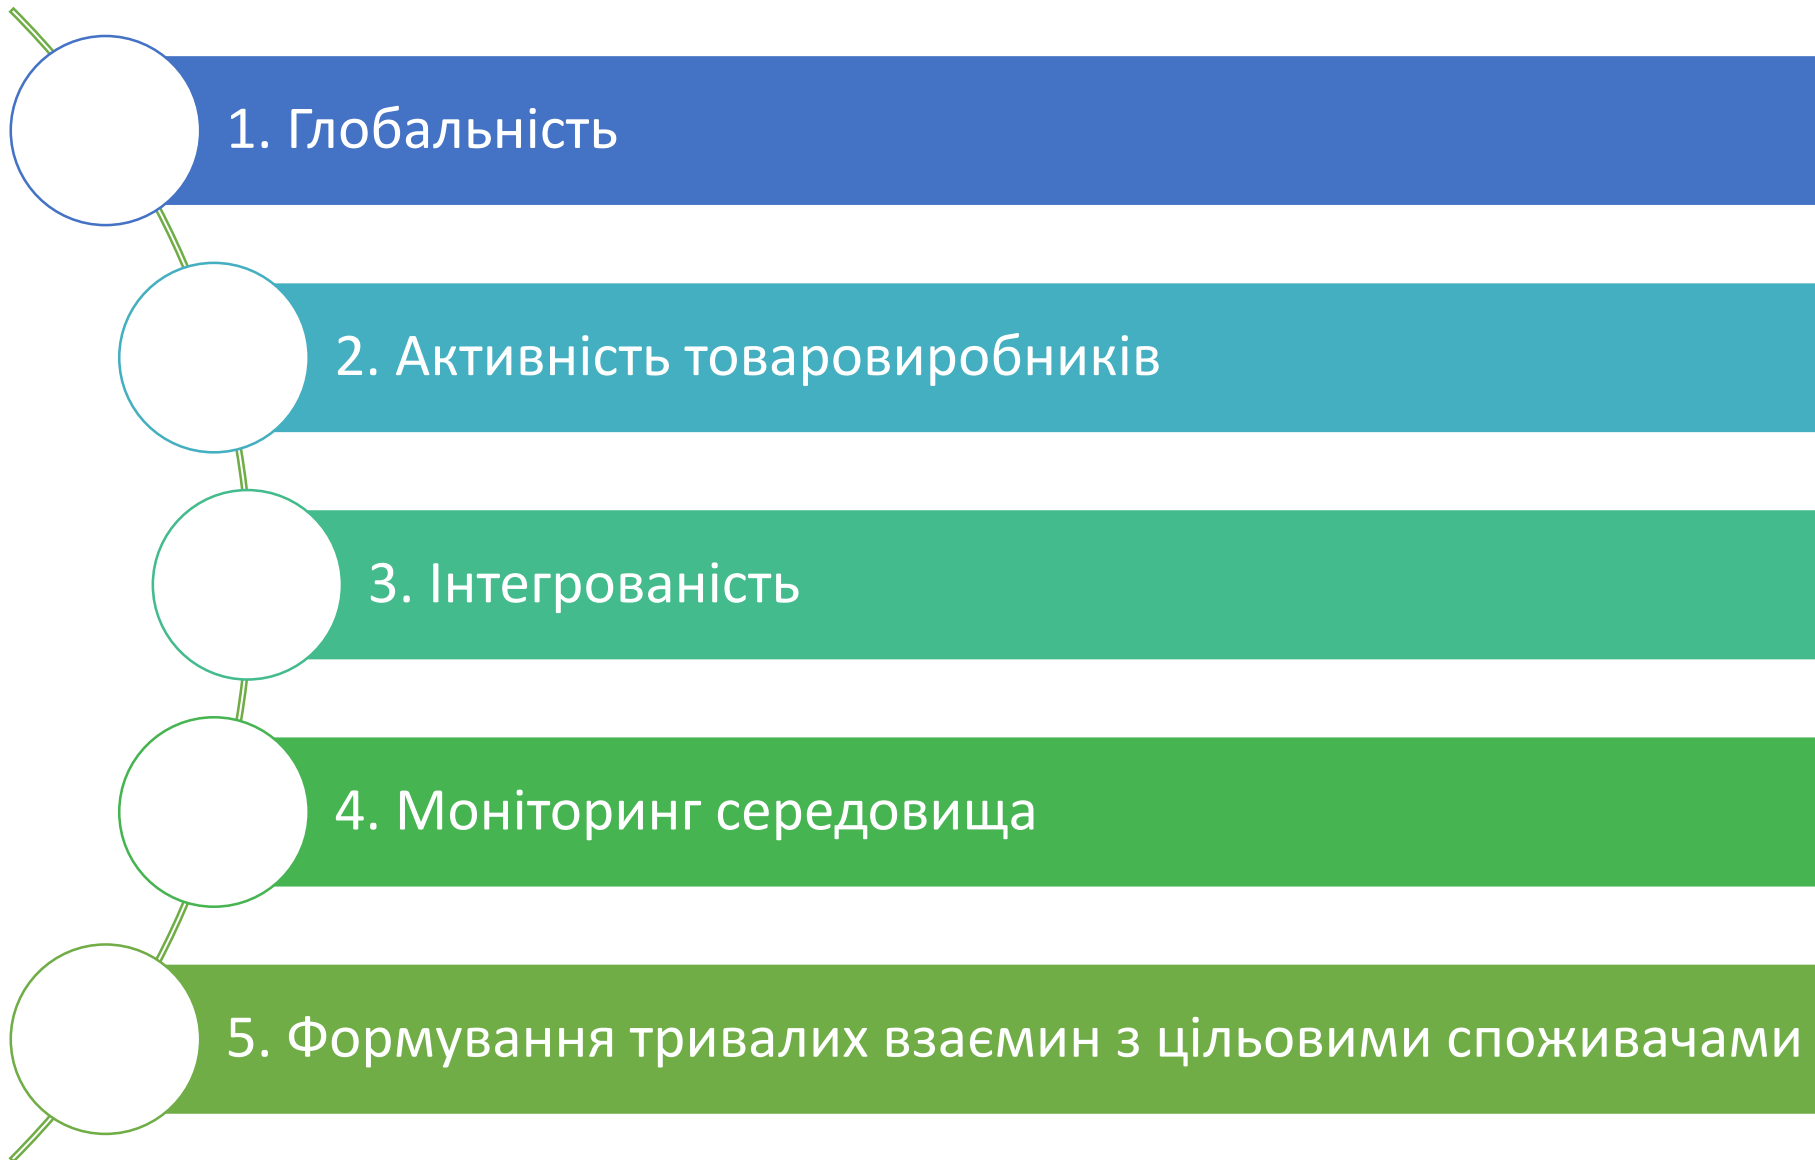 1. Глобальність
2. Активність товаровиробників
3. Інтегрованість
4. Моніторинг середовища
5. Формування тривалих взаємин з цільовими споживачами